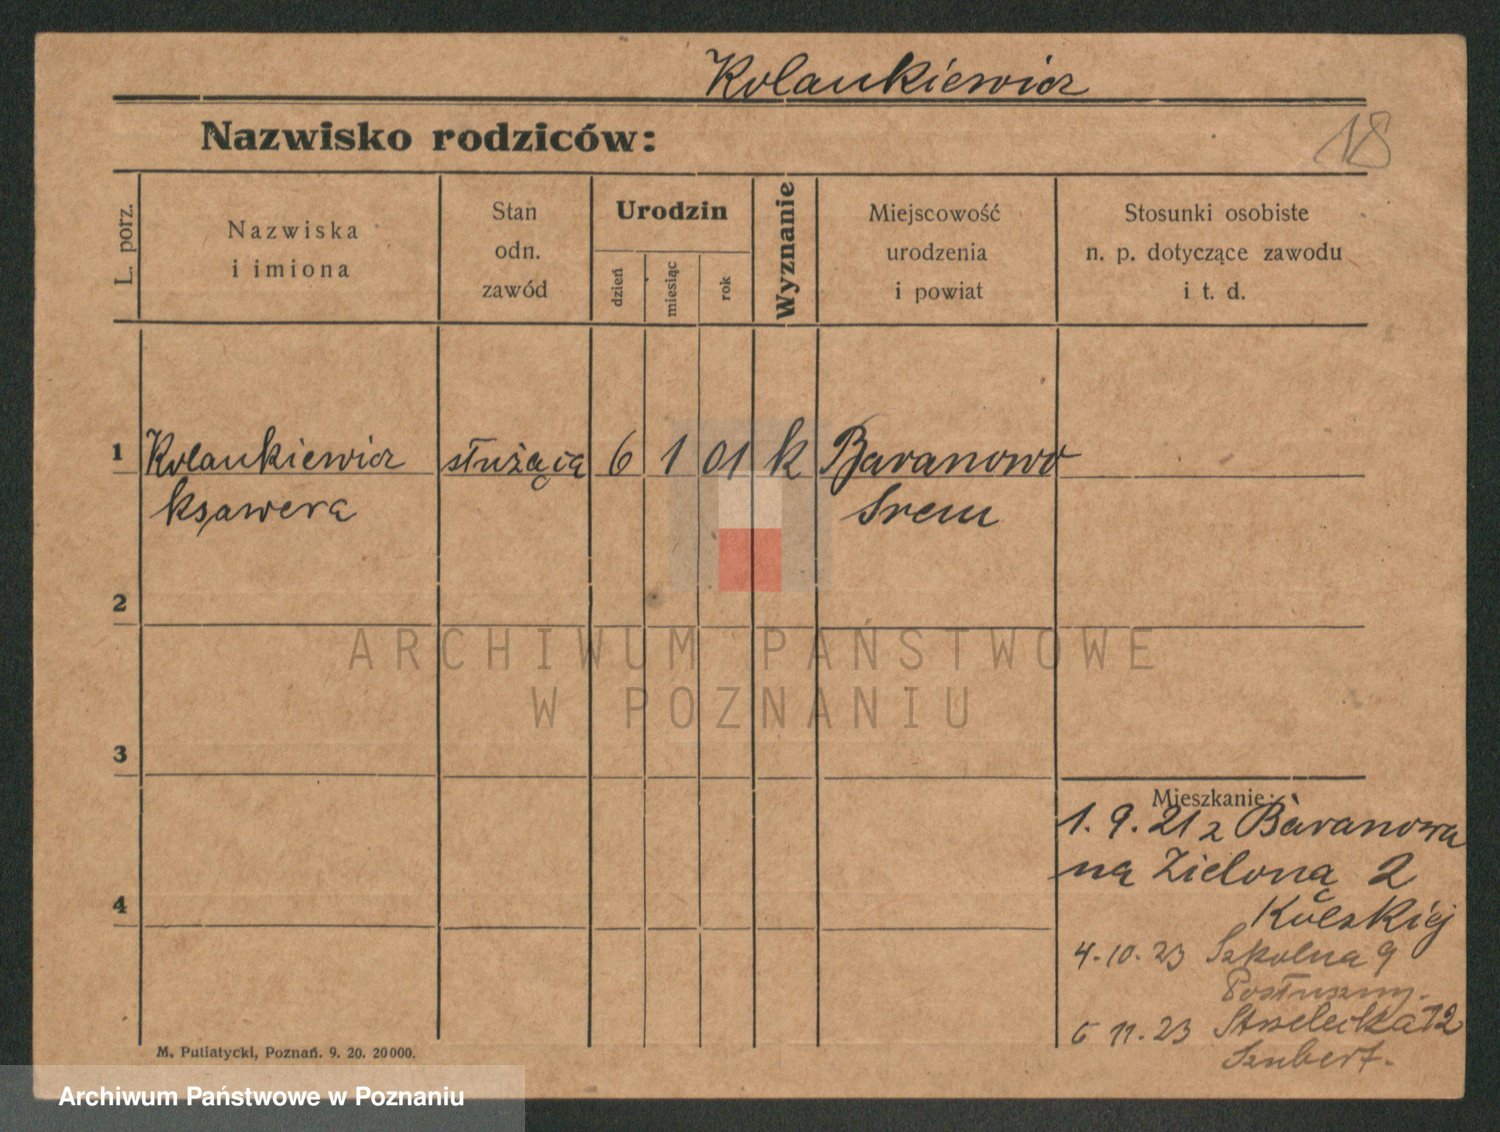 Kolankiewicz
Nazwisko rodziców:
18
L. porz.
Nazwiska
i imiona
Stan
odn.
zawód
Urodzin
dzień
miesiąc
rok
Wyznanie
Miejscowość
urodzenia
i powiat
Stosunki osobiste
n. p. dotyczące zawodu
i t. d.
1 Kolankiewicz służąca 6 1 01 k Baranowo
Ksawera Srem
2
3
4
ARCHIWUM PAŃSTWOWE
W POZNANIU
Mieszkanie:
1. 9. 21 z Baranowa
na Zielona 2
4.10.23 Szkolna 9
6 11.23 Strzelecka 12
Szubert.
M. Putiatycki, Poznań. 9. 20. 20000.
Archiwum Państwowe w Poznaniu